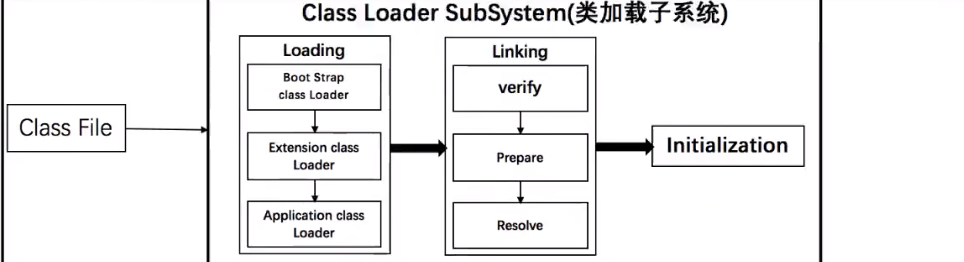 Class Loader SubSystem(类加载子系统)
Class File
Loading
Boot Strap
class Loader
Extension class
Loader
Application class
Loader
Linking
verify
Prepare
Resolve
Initialization